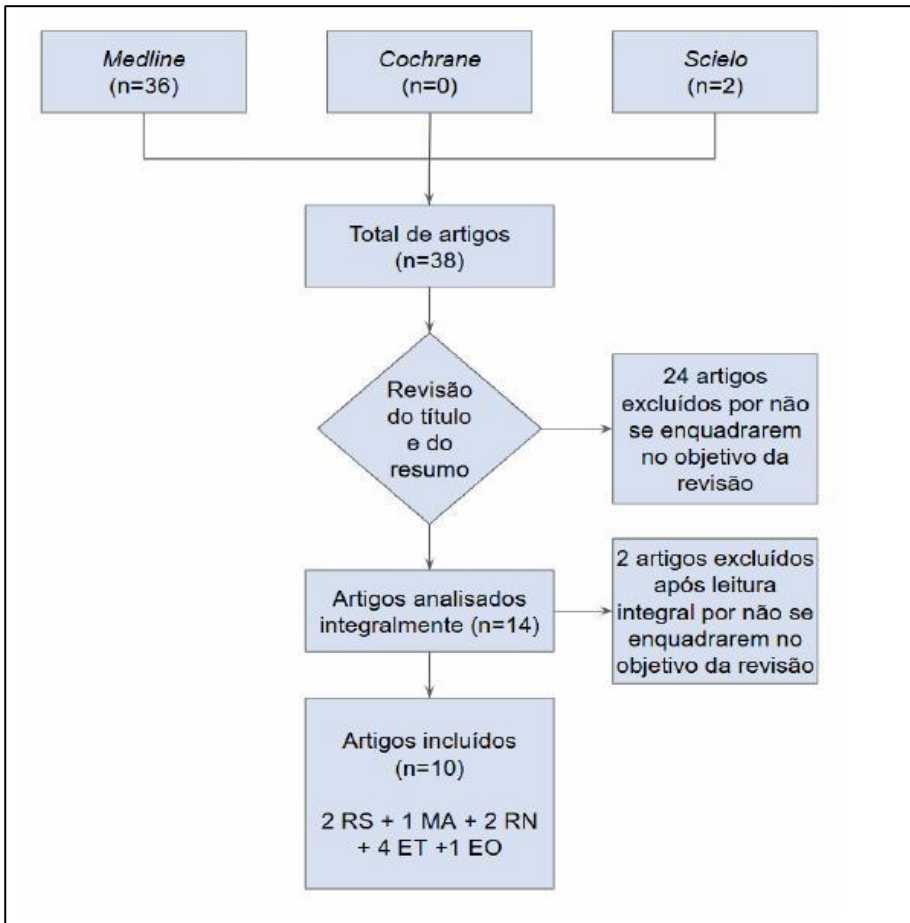 Medline
(n=36)
Cochrane
(n=0)
Scielo
(n=2)
Total de artigos
(n=38)
Revisão
do título
e do
resumo
24 artigos
excluídos por não
se enquadrarem
no objetivo da
revisão
Artigos analisados
integralmente (n=14)
2 artigos excluídos
após leitura
integral por não se
enquadrarem no
objetivo da revisão
Artigos incluídos
(n=10)
2 RS + 1 MA + 2 RN
+ 4 ET +1 EO